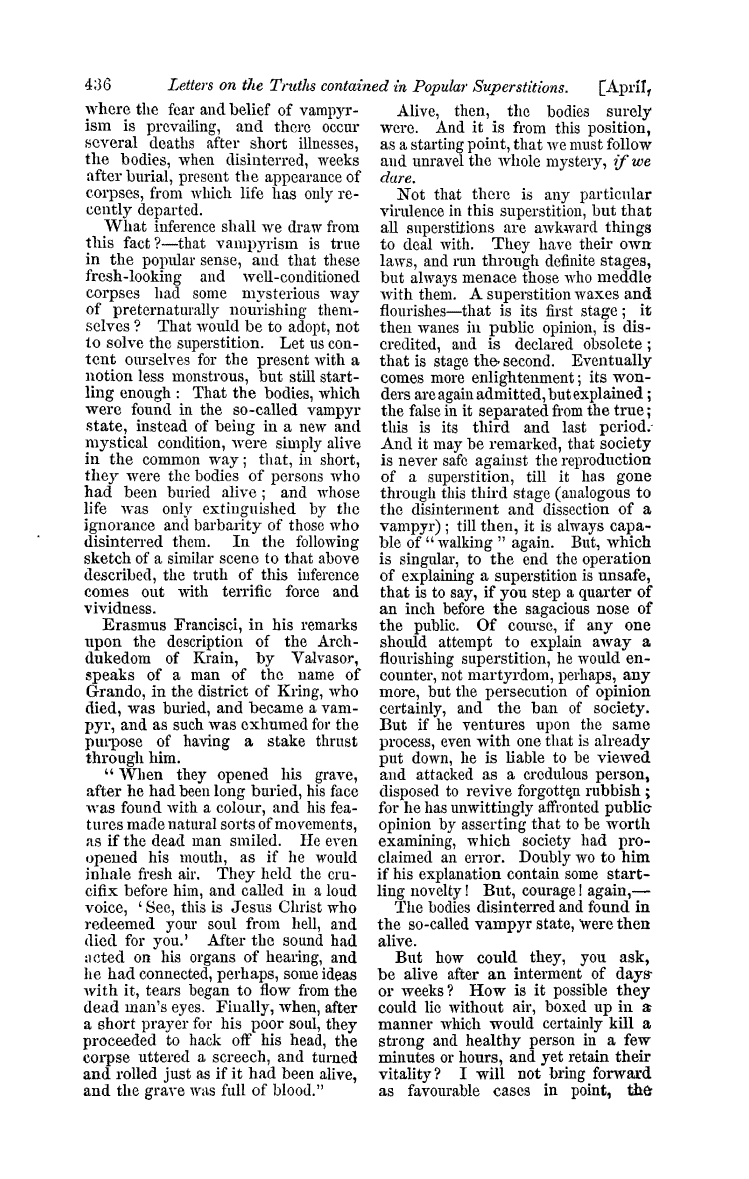 436 Letters on the Truths contained in Popular Superstitions. [April,
where the fear and belief of vampyr-
ism is prevailing, and there occur
several deaths after short illnesses,
the bodies, when disinterred, weeks
after burial, present the appearance of
corpses, from which life has only re-
cently departed.
What inference shall we draw from
this fact?—that vampyrism is true
in the popular sense, and that these
fresh-looking and well-conditioned
corpses had some mysterious way
of preternaturally nourishing them-
selves? That would be to adopt, not
to solve the superstition. Let us con-
tent ourselves for the present with a
notion less monstrous, but still start-
ling enough: That the bodies, which
were found in the so-called vampyr
state, instead of being in a new and
mystical condition, were simply alive
in the common way; that, in short,
they were the bodies of persons who
had been buried alive; and whose
life was only extinguished by the
ignorance and barbarity of those who
disinterred them. In the following
sketch of a similar scene to that above
described, the truth of this inference
comes out with terrific force and
vividness.
Erasmus Francisci, in his remarks
upon the description of the Arch-
dukedom of Krain, by Valvasor,
speaks of a man of the name of
Grando, in the district of Kring, who
died, was buried, and became a vam-
pyr, and as such was exhumed for the
purpose of having a stake thrust
through him.
"When they opened his grave,
after he had been long buried, his face
was found with a colour, and his fea-
tures made natural sorts of movements,
as if the dead man smiled. He even
opened his mouth, as if he would
inhale fresh air. They held the cru-
cifix before him, and called in a loud
voice, 'See, this is Jesus Christ who
redeemed your soul from hell, and
died for you.' After the sound had
acted on his organs of hearing, and
he had connected, perhaps, some ideas
with it, tears began to flow from the
dead man's eyes. Finally, when, after
a short prayer for his poor soul, they
proceeded to hack off his head, the
corpse uttered a screech, and turned
and rolled just as if it had been alive,
and the grave was full of blood."
Alive, then, the bodies surely
were. And it is from this position,
as a starting point, that we must follow
and unravel the whole mystery, if we
dare.
Not that there is any particular
virulence in this superstition, but that
all superstitions are awkward things
to deal with. They have their own
laws, and run through definite stages,
but always menace those who meddle
with them. A superstition waxes and
flourishes—that is its first stage; it
then wanes in public opinion, is dis-
credited, and is declared obsolete;
that is stage the second. Eventually
comes more enlightenment; its won-
ders are again admitted, but explained;
the false in it separated from the true;
this is its third and last period.
And it may be remarked, that society
is never safe against the reproduction
of a superstition, till it has gone
through this third stage (analogous to
the disinterment and dissection of a
vampyr); till then, it is always capa-
ble of "walking" again. But, which
is singular, to the end the operation
of explaining a superstition is unsafe,
that is to say, if you step a quarter of
an inch before the sagacious nose of
the public. Of course, if any one
should attempt to explain away a
flourishing superstition, he would en-
counter, not martyrdom, perhaps, any
more, but the persecution of opinion
certainly, and the ban of society.
But if he ventures upon the same
process, even with one that is already
put down, he is liable to be viewed
and attacked as a credulous person,
disposed to revive forgotten rubbish;
for he has unwittingly affronted public
opinion by asserting that to be worth
examining, which society had pro-
claimed an error. Doubly wo to him
if his explanation contain some start-
ling novelty! But, courage! again,—
The bodies disinterred and found in
the so-called vampyr state, were then
alive.
But how could they, you ask,
be alive after an interment of days
or weeks? How is it possible they
could lie without air, boxed up in a
manner which would certainly kill a
strong and healthy person in a few
minutes or hours, and yet retain their
vitality? I will not bring forward
as favourable cases in point, the